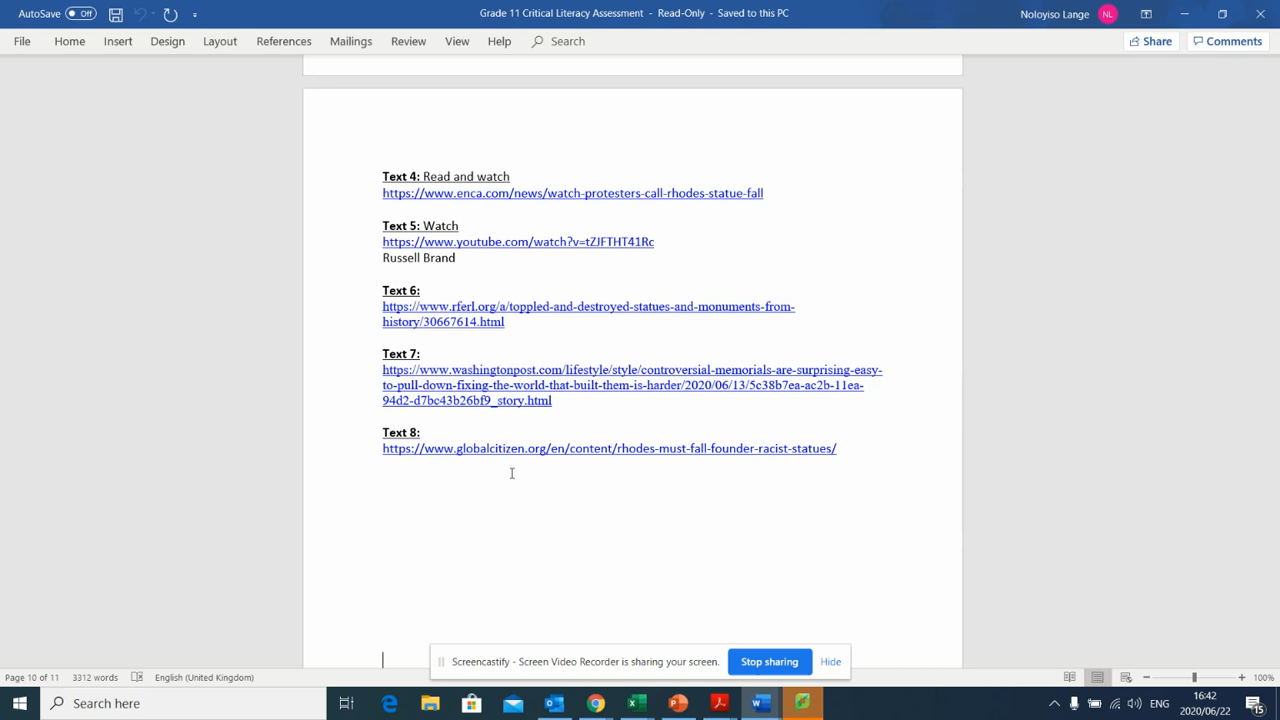 AutoSave Off
Grade 11 Critical Literacy Assessment - Read-Only - Saved to this PC
Noloyiso Lange NL
File Home Insert Design Layout References Mailings Review View Help Search
Share Comments
Text 4: Read and watch
https://www.enca.com/news/watch-protesters-call-rhodes-statue-fall
Text 5: Watch
https://www.youtube.com/watch?v=tZJFTHT41Rc
Russell Brand
Text 6:
https://www.rferl.org/a/toppled-and-destroyed-statues-and-monuments-from-
history/30667614.html
Text 7:
https://www.washingtonpost.com/lifestyle/style/controversial-memorials-are-surprising-easy-
to-pull-down-fixing-the-world-that-built-them-is-harder/2020/06/13/5c38b7ea-ac2b-11ea-
94d2-d7bc43b26bf9_story.html
Text 8:
https://www.globalcitizen.org/en/content/rhodes-must-fall-founder-racist-statues/
Screencastify - Screen Video Recorder is sharing your screen.
Stop sharing
Hide
Page 10 of 11 3312 words English (United Kingdom)
100%
Search here
ENG
16:42
2020/06/22
15